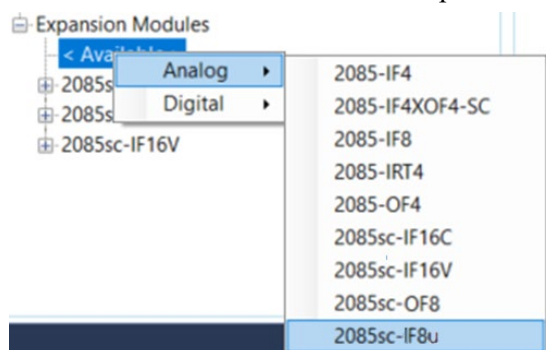 Expansion Modules
Analog
Digital
2085sc-IF16V
2085-IF4
2085-IF4XOF4-SC
2085-IF8
2085-IRT4
2085-OF4
2085sc-IF16C
2085sc-IF16V
2085sc-OF8
2085sc-IF8u